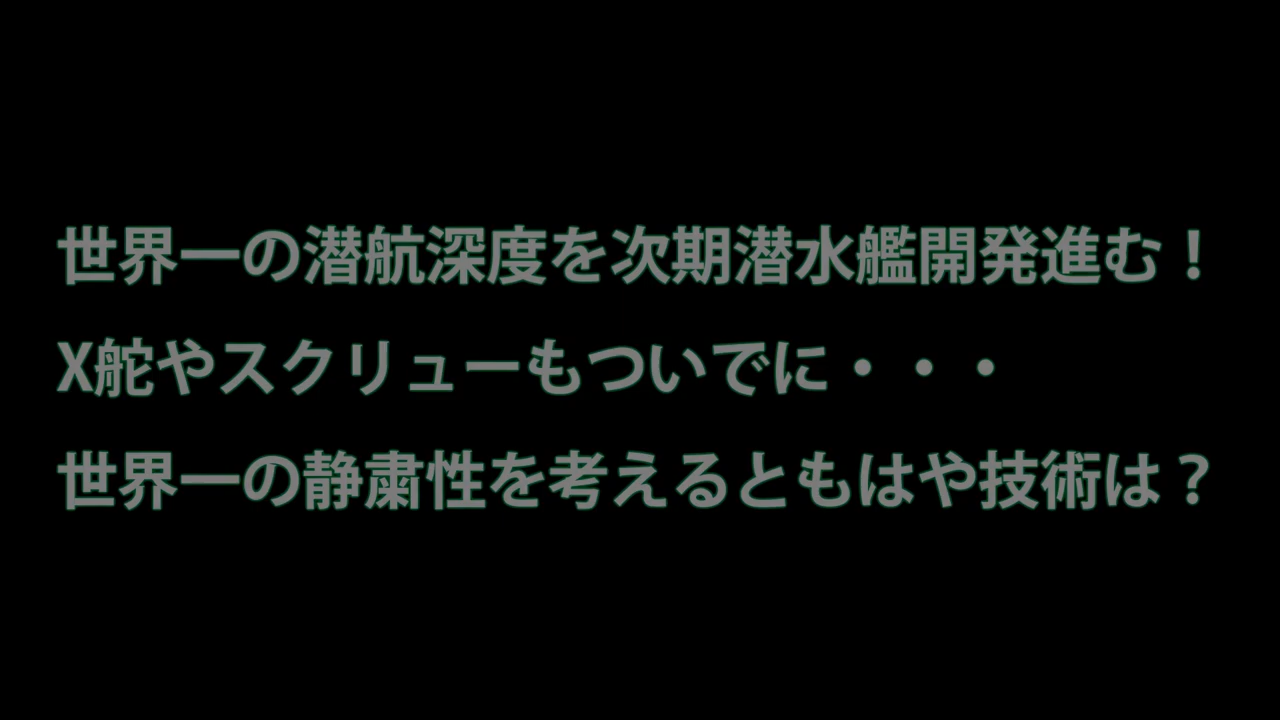 世界一の潜航深度を次期潜水艦開発進む！
X舵やスクリューもついでに・・・
世界一の静粛性を考えるともはや技術は？